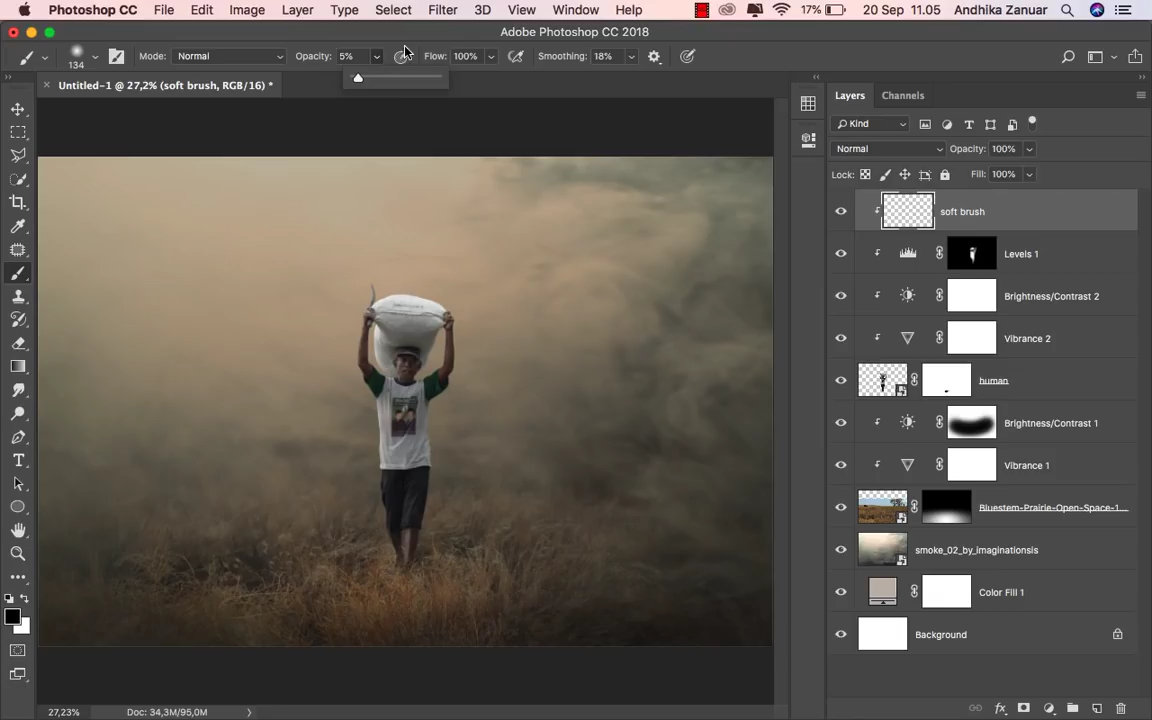 Photoshop CC File Edit Image Layer Type Select Filter 3D View Window Help 17% 20 Sep 11.05 Andhika Zanuar
Adobe Photoshop CC 2018
134 Mode: Normal Opacity: 5% Flow: 100% Smoothing: 18%
Untitled-1 @ 27,2% (soft brush, RGB/16) *
Layers Channels
Kind
Normal Opacity: 100%
Lock: Fill: 100%
soft brush
Levels 1
Brightness/Contrast 2
Vibrance 2
human
Brightness/Contrast 1
Vibrance 1
Bluestem-Prairie-Open-Space-1...
smoke_02_by_imaginationsis
Color Fill 1
Background
27,23% Doc: 34,3M/95,0M